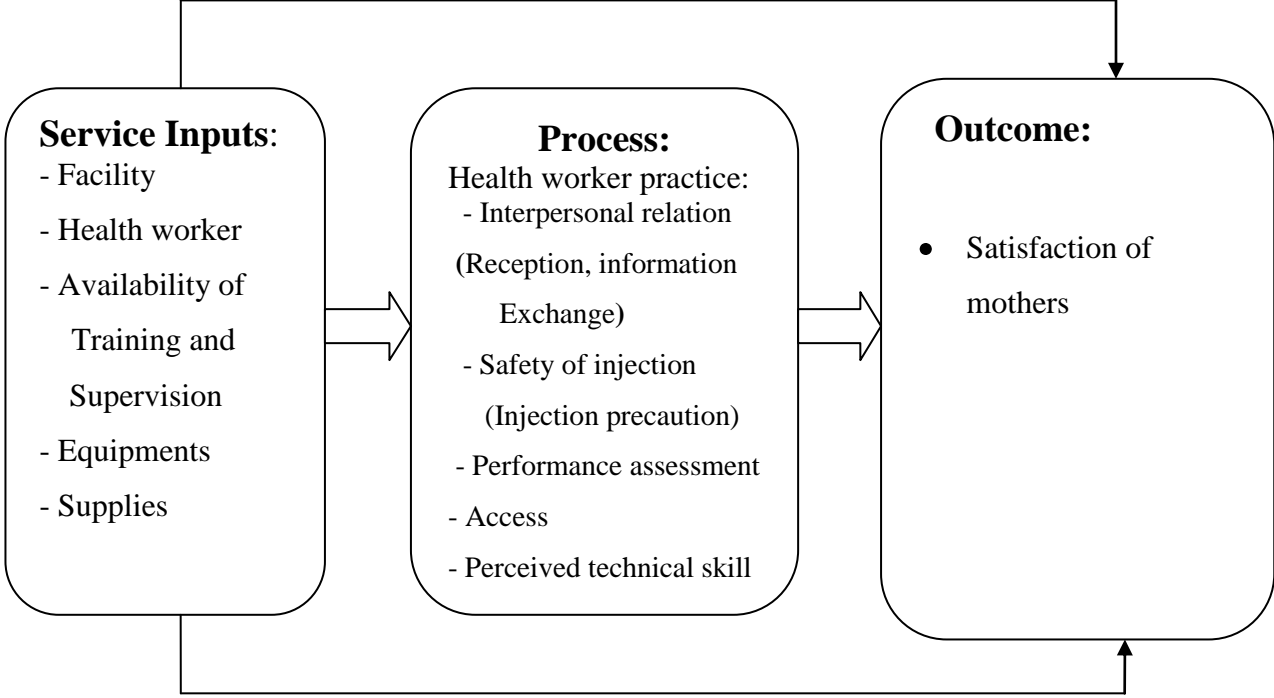 Service Inputs:
- Facility
- Health worker
- Availability of
Training and
Supervision
- Equipments
- Supplies
Process:
Health worker practice:
- Interpersonal relation
(Reception, information
Exchange)
- Safety of injection
(Injection precaution)
- Performance assessment
- Access
- Perceived technical skill
Outcome:
● Satisfaction of
mothers